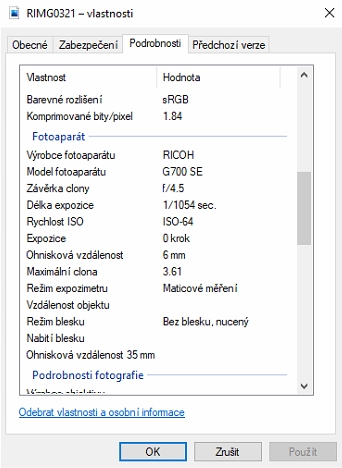 RIMG0321 – vlastnosti
Obecné Zabezpečení Podrobnosti Předchozí verze
Vlastnost Hodnota
Barevné rozlišení sRGB
Komprimované bity/pixel 1.84
Fotoaparát
Výrobce fotoaparátu RICOH
Model fotoaparátu G700 SE
Závěrka clony f/4.5
Délka expozice 1/1054 sec.
Rychlost ISO ISO-64
Expozice 0 krok
Ohnisková vzdálenost 6 mm
Maximální clona 3.61
Režim expozimetru Maticové měření
Vzdálenost objektu
Režim blesku Bez blesku, nucený
Nabití blesku
Ohnisková vzdálenost 35 mm
Podrobnosti fotografie
Výrobce objektivu
Odebrat vlastnosti a osobní informace
OK Zrušit Použít